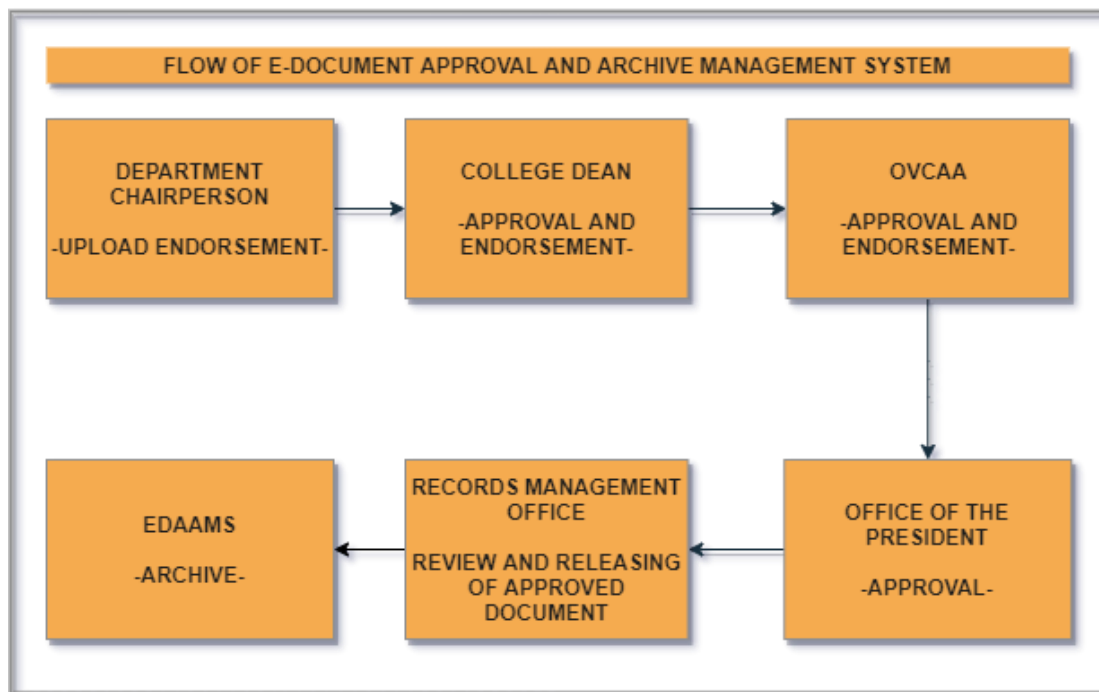 FLOW OF E-DOCUMENT APPROVAL AND ARCHIVE MANAGEMENT SYSTEM
DEPARTMENT
CHAIRPERSON
-UPLOAD ENDORSEMENT-
COLLEGE DEAN
-APPROVAL AND
ENDORSEMENT-
OVCAA
-APPROVAL AND
ENDORSEMENT-
OFFICE OF THE
PRESIDENT
-APPROVAL-
RECORDS MANAGEMENT
OFFICE
REVIEW AND RELEASING
OF APPROVED
DOCUMENT
EDAAMS
-ARCHIVE-